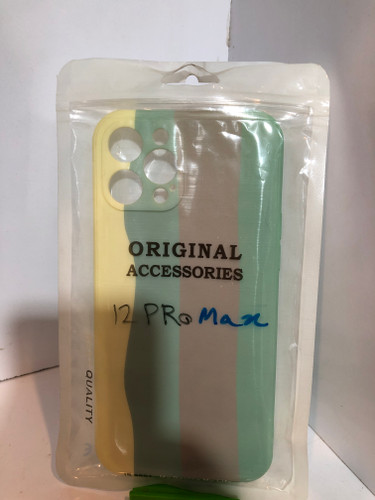 ORIGINAL
ACCESSORIES
12 PRO Max
QUALITY